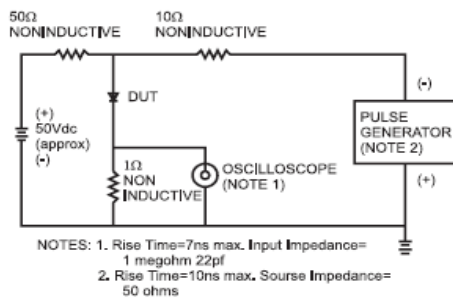 50Ω
NONINDUCTIVE
10Ω
NONINDUCTIVE
(+)
50Vdc
(approx)
(-)
DUT
1Ω
NON
INDUCTIVE
OSCILLOSCOPE
(NOTE 1)
(-)
PULSE
GENERATOR
(NOTE 2)
(+)
NOTES: 1. Rise Time=7ns max. Input Impedance=
1 megohm 22pf
2. Rise Time=10ns max. Sourse Impedance=
50 ohms